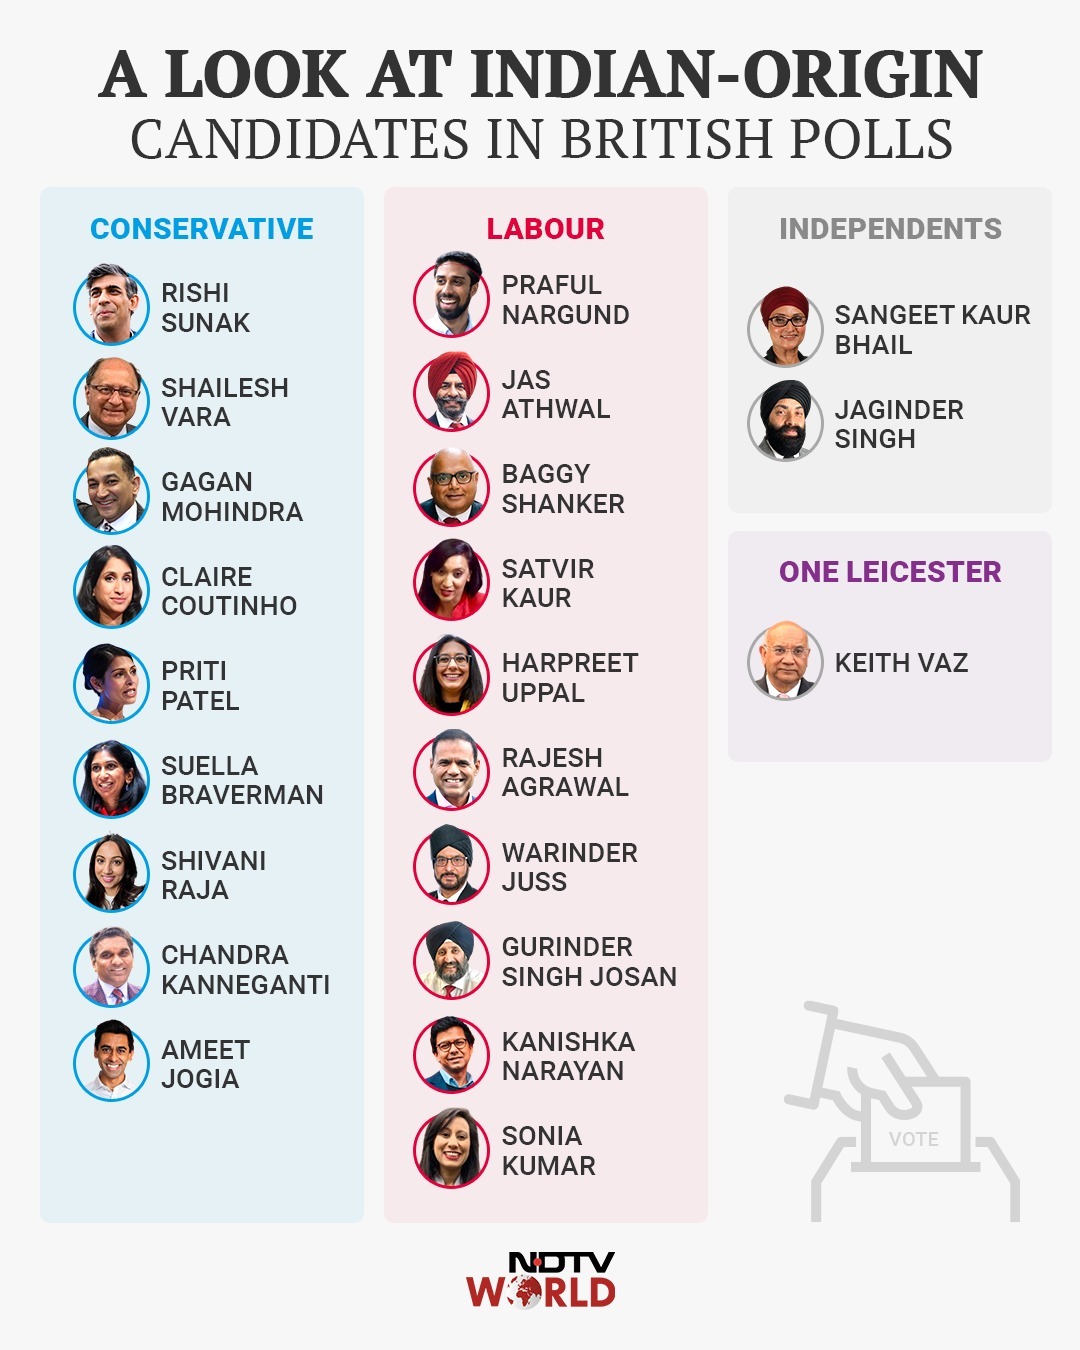 A LOOK AT INDIAN-ORIGIN
CANDIDATES IN BRITISH POLLS
CONSERVATIVE
RISHI
SUNAK
SHAILESH
VARA
GAGAN
MOHINDRA
CLAIRE
COUTINHO
PRITI
PATEL
SUELLA
BRAVERMAN
SHIVANI
RAJA
CHANDRA
KANNEGANTI
AMEET
JOGIA
LABOUR
PRAFUL
NARGUND
JAS
ATHWAL
BAGGY
SHANKER
SATVIR
KAUR
HARPREET
UPPAL
RAJESH
AGRAWAL
WARINDER
JUSS
GURINDER
SINGH JOSAN
KANISHKA
NARAYAN
SONIA
KUMAR
INDEPENDENTS
SANGEET KAUR
BHAIL
JAGINDER
SINGH
ONE LEICESTER
KEITH VAZ
VOTE
NDTV
WORLD